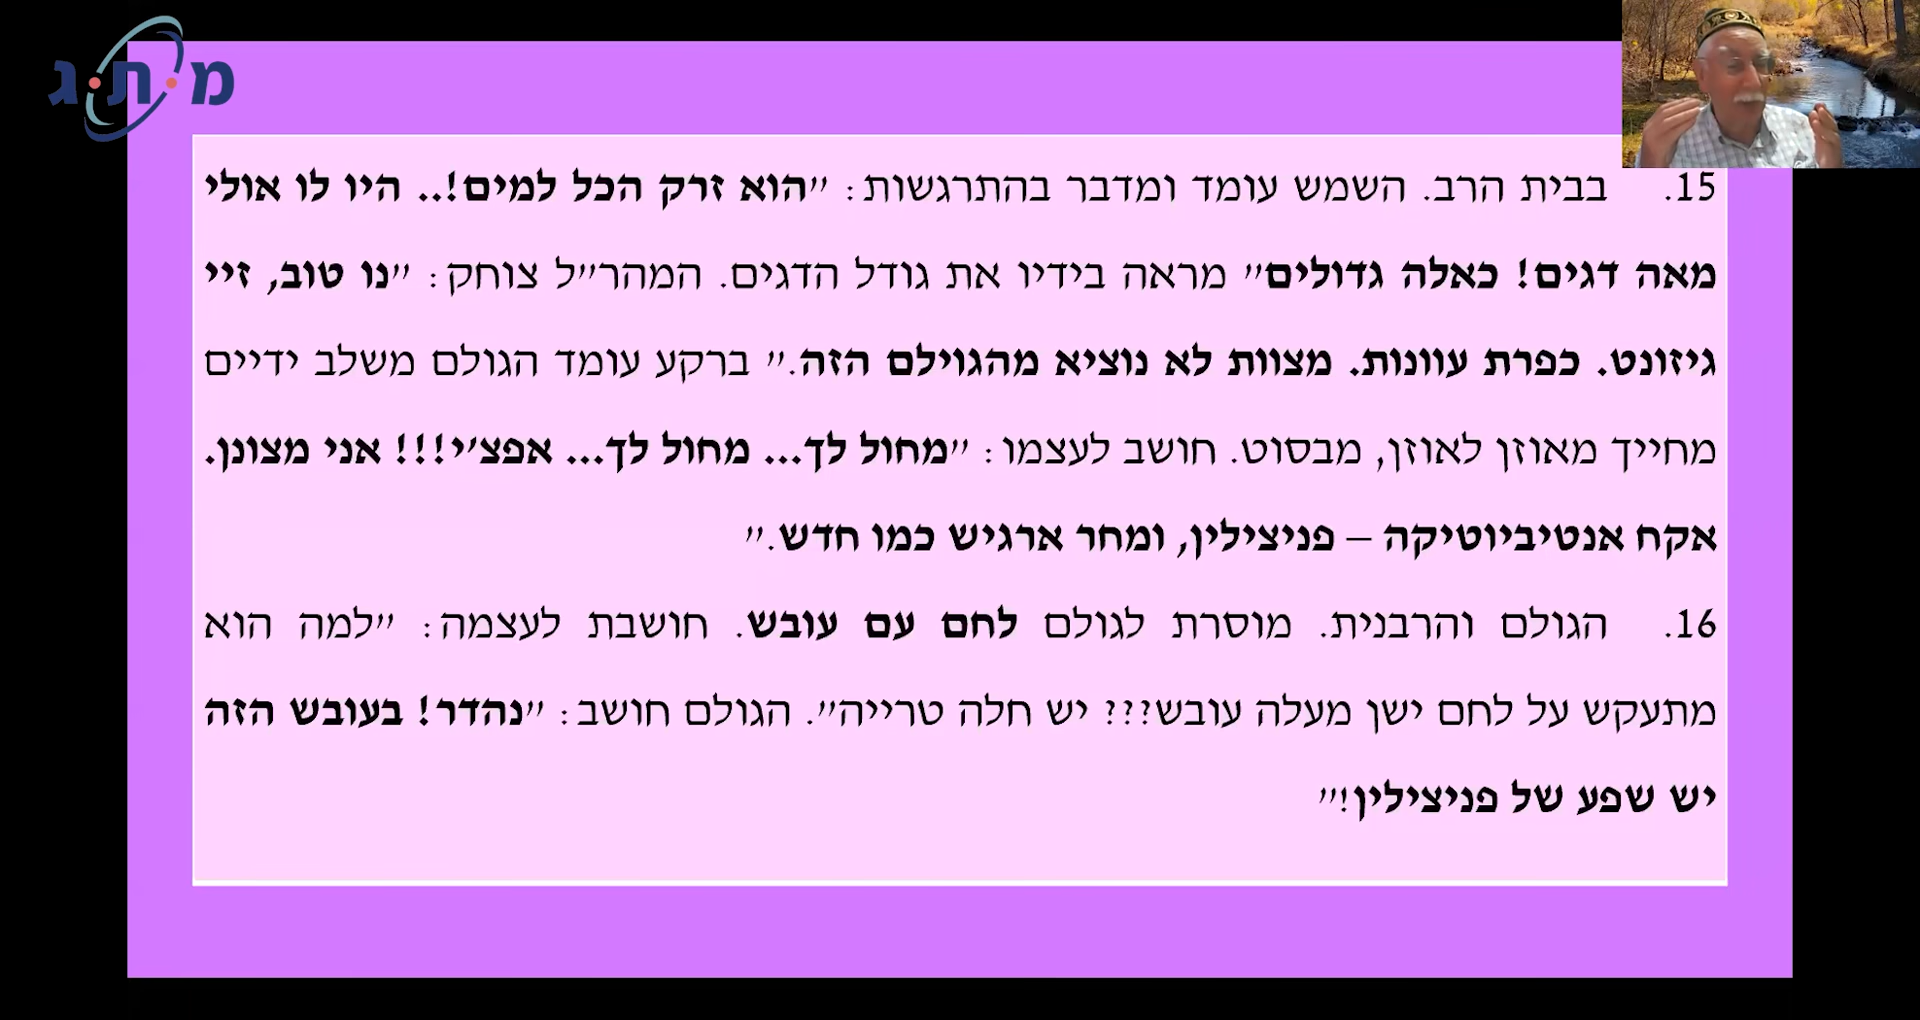 מ.ת.ג
15. בבית הרב. השמש עומד ומדבר בהתרגשות: "הוא זרק הכל למים!.. היו לו אולי
מאה דגים! כאלה גדולים" מראה בידיו את גודל הדגים. המהר"ל צוחק: "נו טוב, זיי
גיזונט. כפרת עוונות. מצוות לא נוציא מהגוילם הזה." ברקע עומד הגולם משלב ידיים
מחייך מאוזן לאוזן, מבסוט. חושב לעצמו: "מחול לך... מחול לך... אפצ'י!!! אני מצונן.
אקח אנטיביוטיקה – פניצילין, ומחר ארגיש כמו חדש."
16. הגולם והרבנית. מוסרת לגולם לחם עם עובש. חושבת לעצמה: "למה הוא
מתעקש על לחם ישן מעלה עובש??? יש חלה טרייה". הגולם חושב: "נהדר! בעובש הזה
יש שפע של פניצילין!"